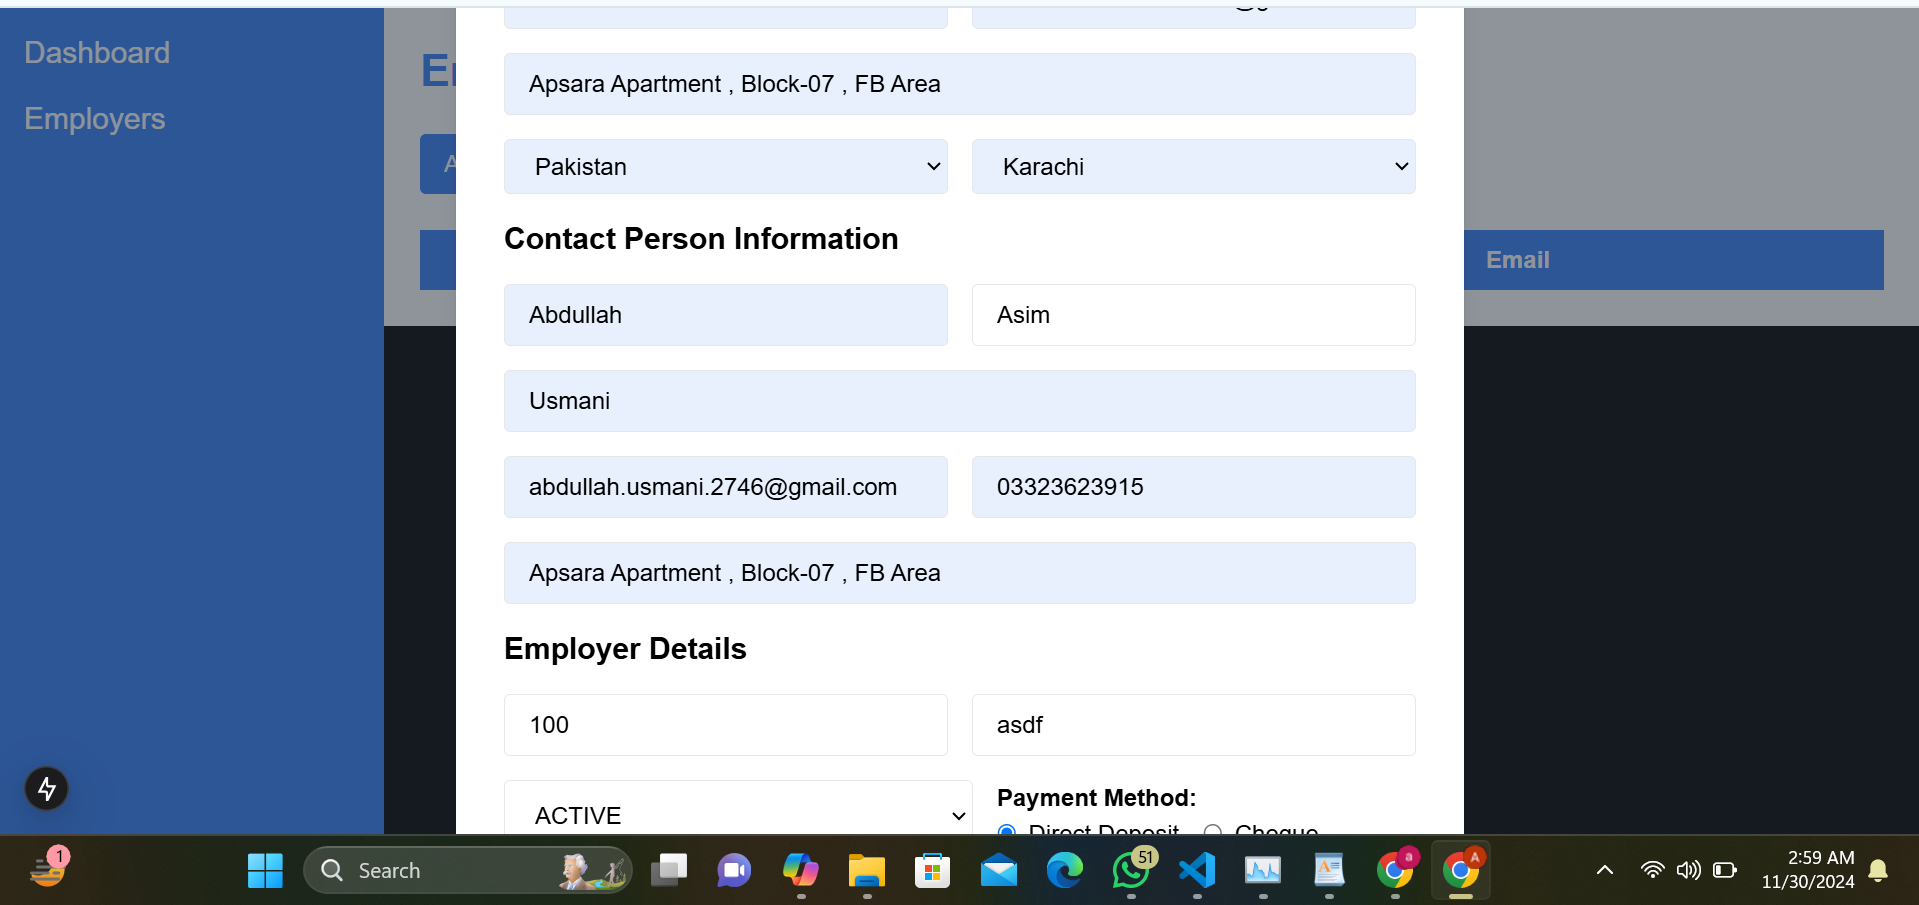 Dashboard
Employers
Apsara Apartment , Block-07 , FB Area
Pakistan
Karachi
Contact Person Information
Email
Abdullah
Asim
Usmani
abdullah.usmani.2746@gmail.com
03323623915
Apsara Apartment , Block-07 , FB Area
Employer Details
100
asdf
ACTIVE
Payment Method:
Direct Deposit
Cheque
1
Search
51
a
A
2:59 AM
11/30/2024